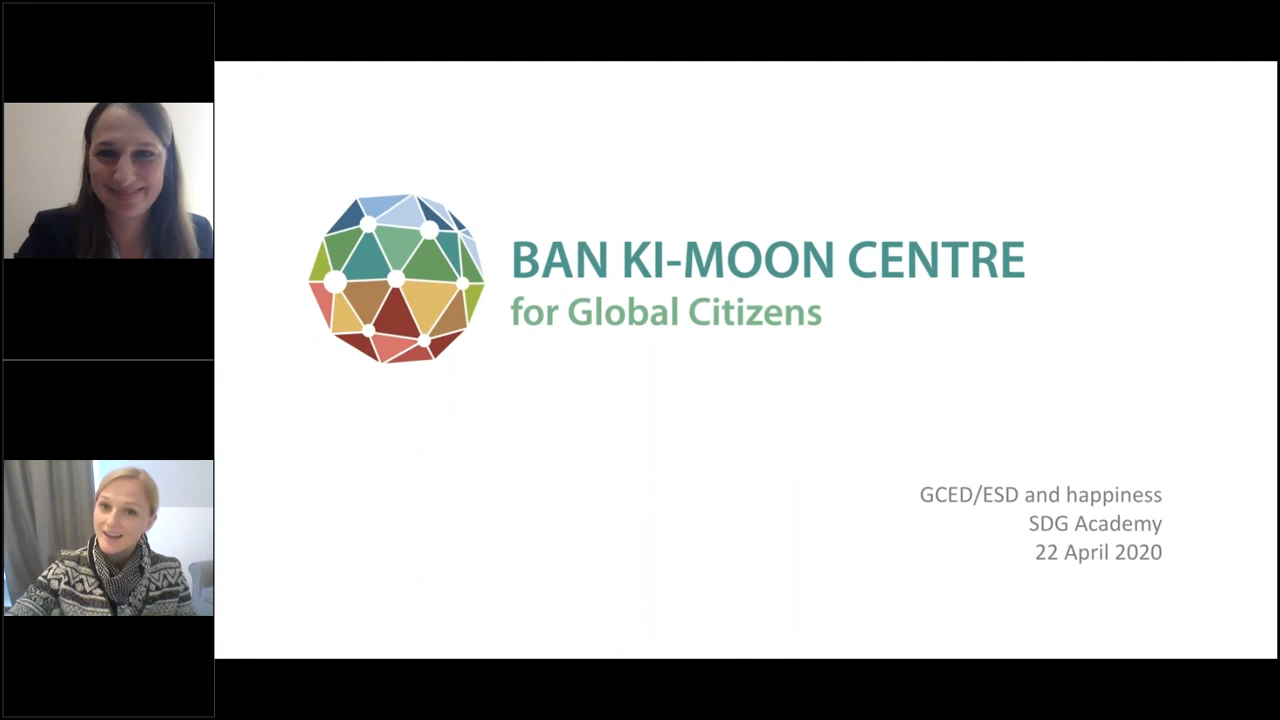 BAN KI-MOON CENTRE
for Global Citizens
GCED/ESD and happiness
SDG Academy
22 April 2020